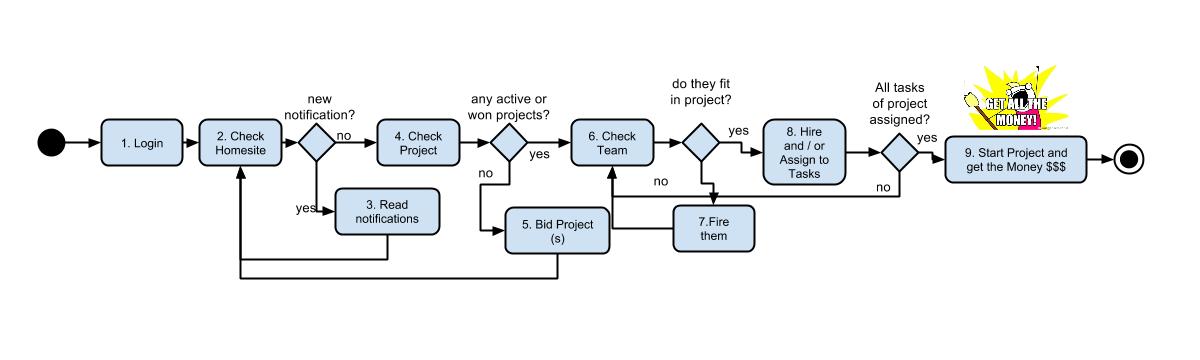 1. Login
2. Check
Homesite
new
notification?
no
yes
3. Read
notifications
4. Check
Project
any active or
won projects?
yes
no
5. Bid Project
(s)
6. Check
Team
do they fit
in project?
yes
no
7.Fire
them
8. Hire
and / or
Assign to
Tasks
All tasks
of project
assigned?
yes
no
GET ALL THE
MONEY!
9. Start Project and
get the Money $$$